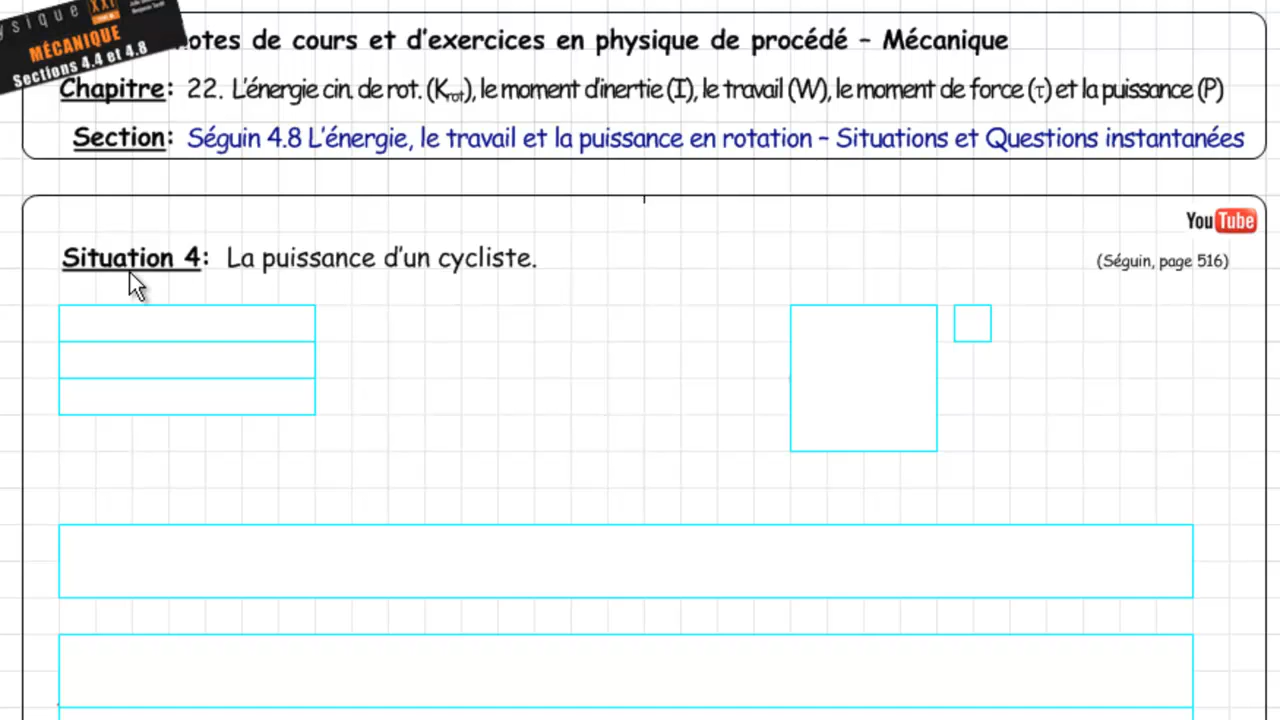 ysique XXI
MÉCANIQUE
Sections 4.4 et 4.8
notes de cours et d’exercices en physique de procédé – Mécanique
Chapitre: 22. L’énergie cin. de rot. (Krot), le moment d’inertie (I), le travail (W), le moment de force (τ) et la puissance (P)
Section: Séguin 4.8 L’énergie, le travail et la puissance en rotation – Situations et Questions instantanées
YouTube
Situation 4: La puissance d’un cycliste.
(Séguin, page 516)